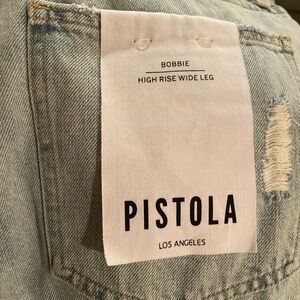 BOBBIE
HIGH RISE WIDE LEG
PISTOLA
LOS ANGELES